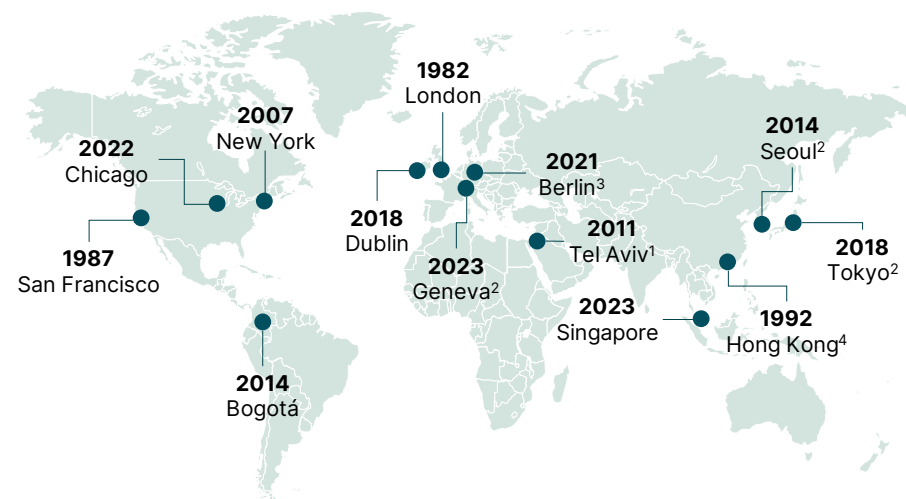 1982
London
2007
New York
2022
Chicago
2014
Seoul²
2021
Berlin³
2018
Dublin
2011
Tel Aviv¹
2018
Tokyo²
1987
San Francisco
2023
Geneva²
2023
Singapore
1992
Hong Kong⁴
2014
Bogotá